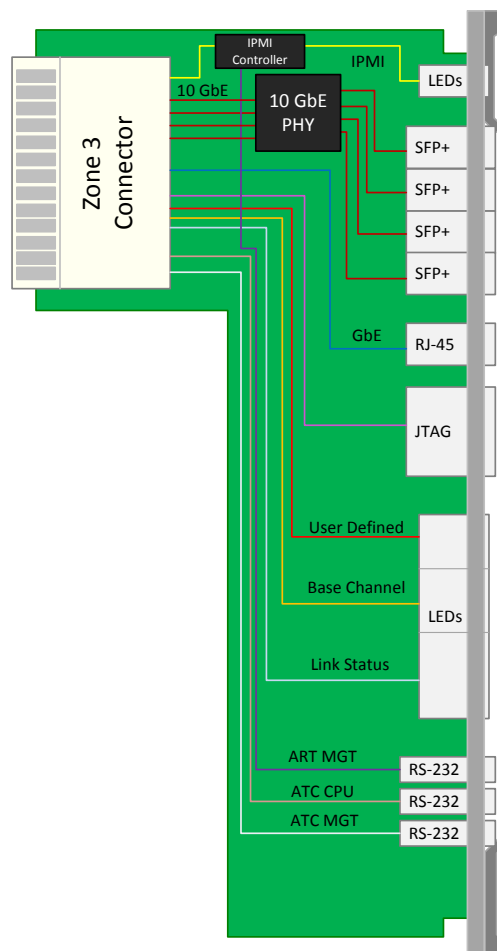 IPMI
Controller
IPMI
LEDs
10 GbE
10 GbE
PHY
SFP+
SFP+
SFP+
SFP+
Zone 3
Connector
GbE
RJ-45
JTAG
User Defined
Base Channel
LEDs
Link Status
ART MGT
RS-232
ATC CPU
RS-232
ATC MGT
RS-232